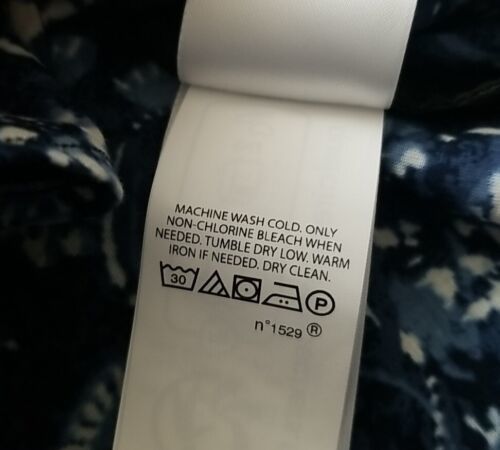 MACHINE WASH COLD. ONLY
NON-CHLORINE BLEACH WHEN
NEEDED. TUMBLE DRY LOW. WARM
IRON IF NEEDED. DRY CLEAN.
30 P
n°1529 ®